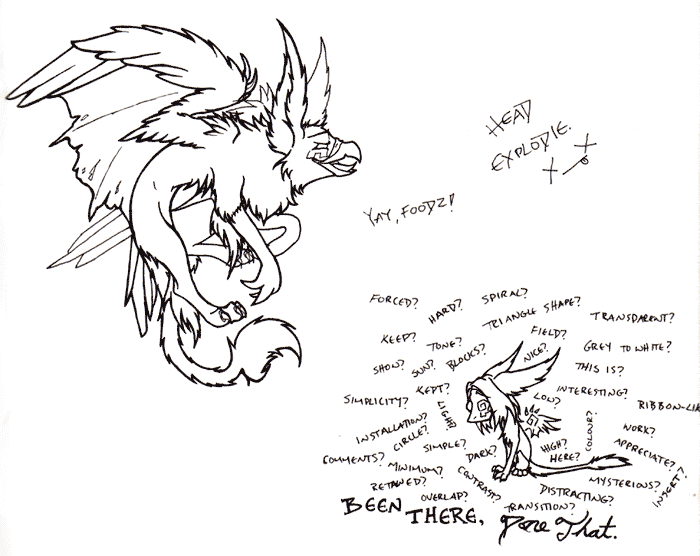 HEAD
EXPLODIE.
YAY, FOODZ!
FORCED?
HARD?
SPIRAL?
TRIANGLE SHAPE?
TRANSPARENT?
KEEP?
TONE?
FIELD?
GREY TO WHITE?
SHOW?
SUN?
BLOCKS?
NICE?
THIS IS?
SIMPLICITY?
KEPT?
LOW?
INTERESTING?
LIGHT?
RIBBON-LIKE
INSTALLATION?
CIRCLE?
SIMPLE?
DARK?
HIGH?
HERE?
COLOUR?
WORK?
APPRECIATE?
COMMENTS?
MINIMUM?
CONTRAST?
MYSTERIOUS?
INSERT?
RETAINED?
OVERLAP?
TRANSITION?
DISTRACTING?
BEEN THERE, Done That.